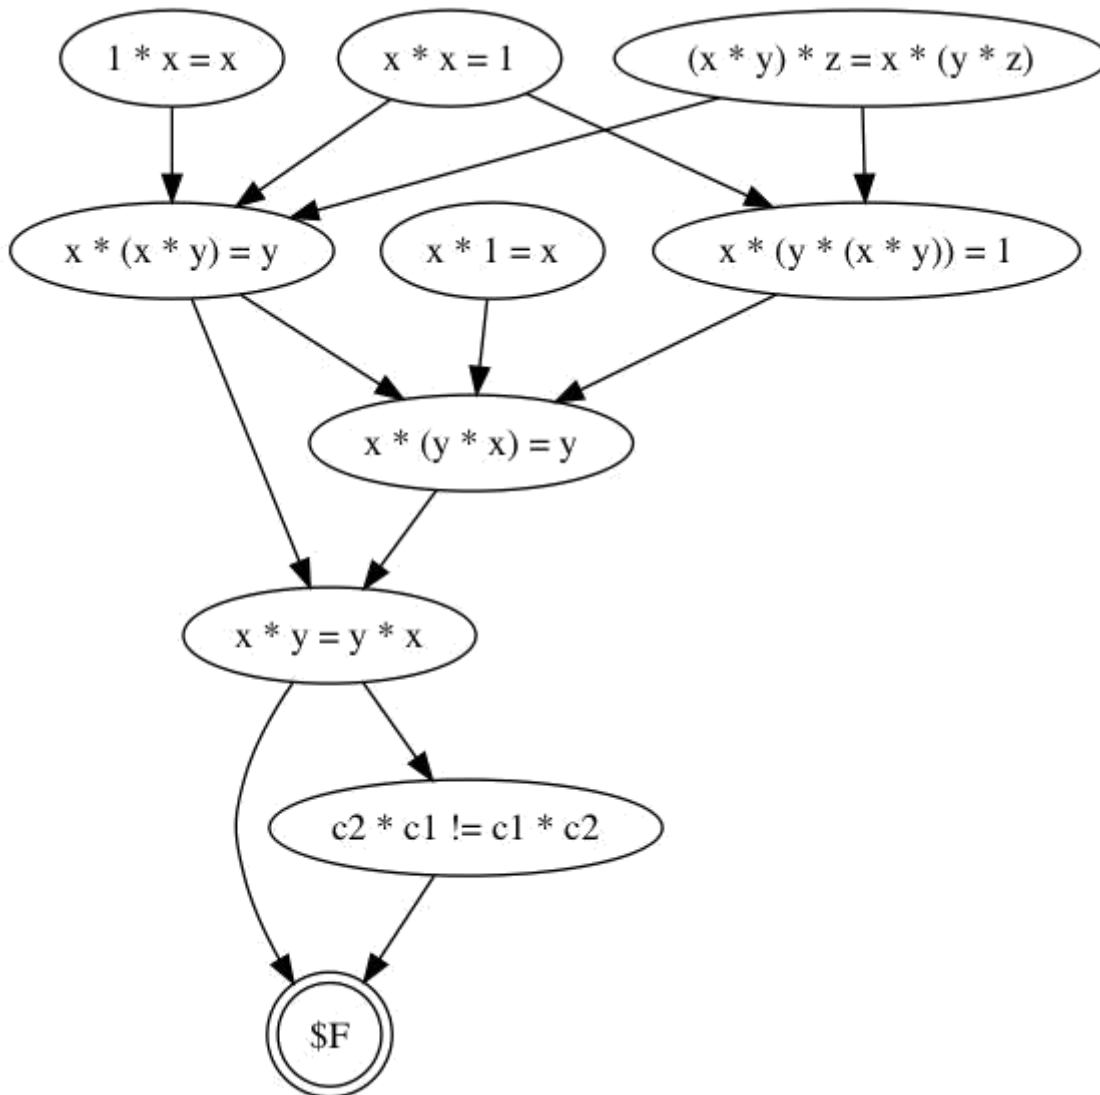 1 * x = x
x * x = 1
(x * y) * z = x * (y * z)
x * (x * y) = y
x * 1 = x
x * (y * (x * y)) = 1
x * (y * x) = y
x * y = y * x
c2 * c1 != c1 * c2
$F